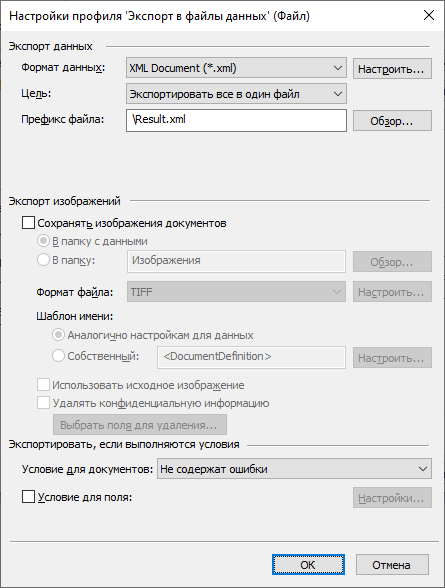 Настройки профиля 'Экспорт в файлы данных' (Файл)
Экспорт данных
Формат данных: XML Document (*.xml) Настроить...
Цель: Экспортировать все в один файл
Префикс файла: \Result.xml Обзор...
Экспорт изображений
Сохранять изображения документов
В папку с данными
В папку: Изображения Обзор...
Формат файла: TIFF Настроить...
Шаблон имени:
Аналогично настройкам для данных
Собственный: <DocumentDefinition> Настроить...
Использовать исходное изображение
Удалять конфиденциальную информацию
Выбрать поля для удаления...
Экспортировать, если выполняются условия
Условие для документов: Не содержат ошибки
Условие для поля: Настройки...
ОК Отмена